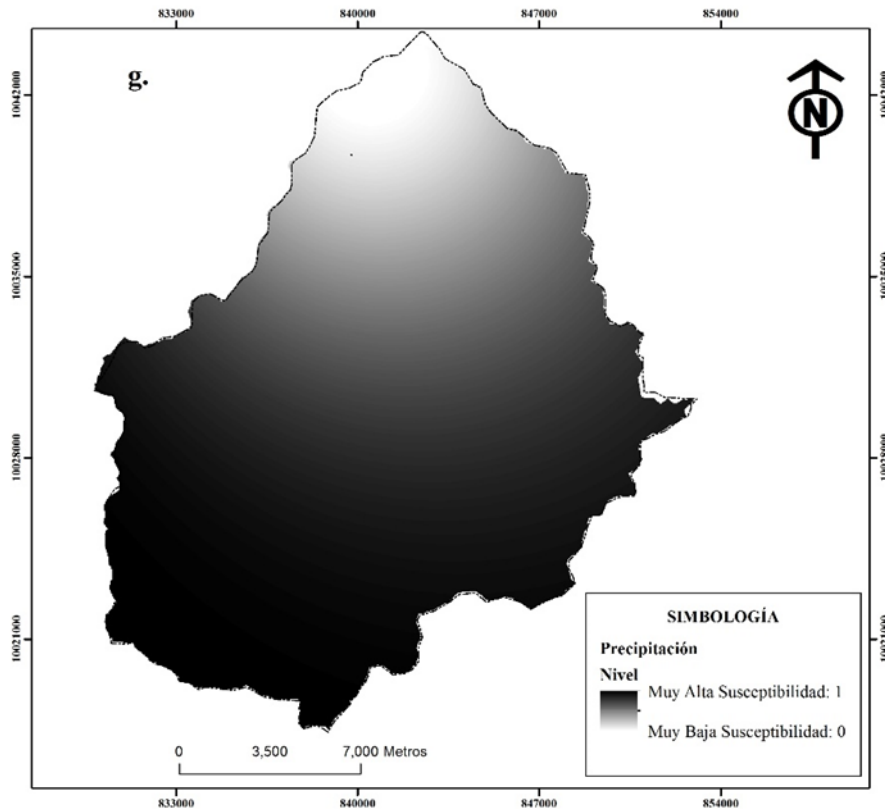 833000 840000 847000 854000
g.
N
10042000 10042000
10035000 10035000
10028000 10028000
10021000 10021000
SIMBOLOGÍA
Precipitación
Nivel
Muy Alta Susceptibilidad: 1
Muy Baja Susceptibilidad: 0
0 3,500 7,000 Metros
833000 840000 847000 854000